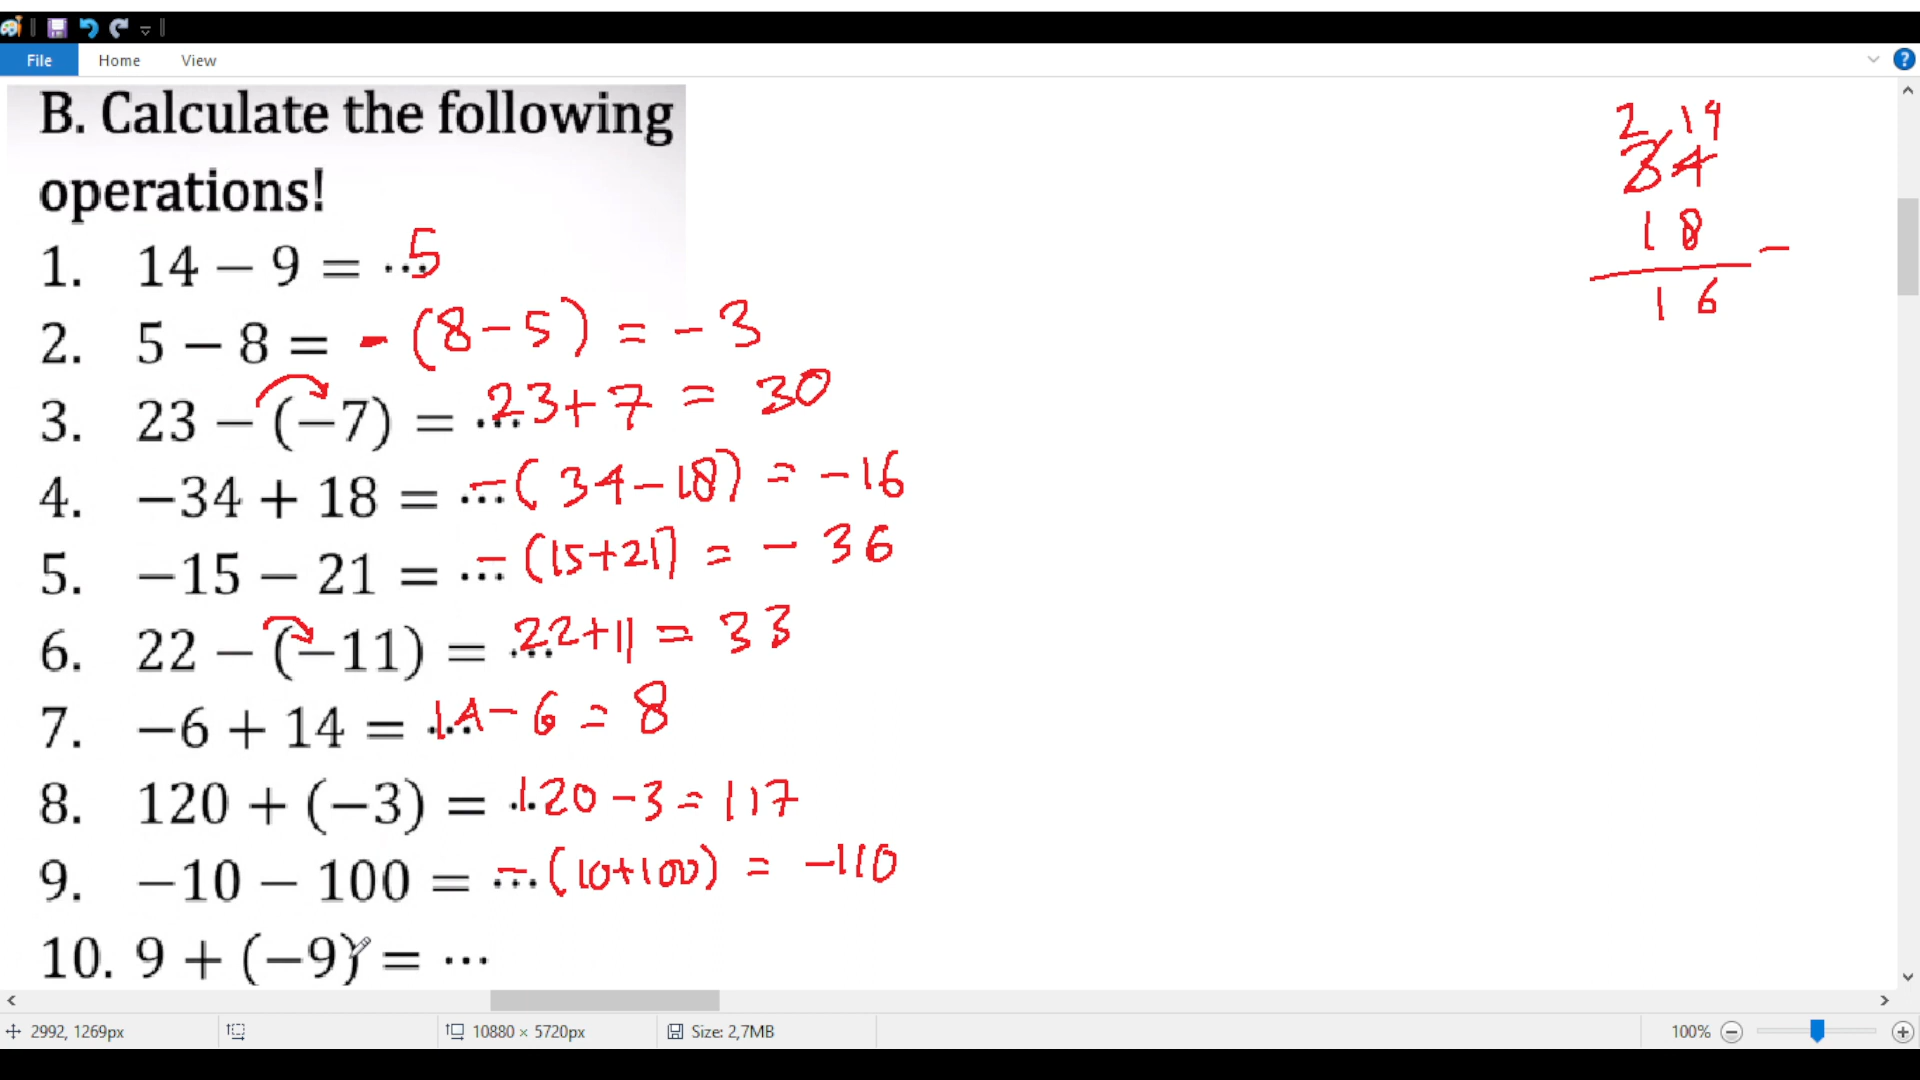 File Home View
B. Calculate the following
operations!
1. 14 − 9 = ... 5
2. 5 − 8 = - (8 − 5) = − 3
3. 23 − (−7) = ... 23 + 7 = 30
4. −34 + 18 = ... −(34 − 18) = −16
5. −15 − 21 = ... −(15+21) = − 36
6. 22 − (−11) = ... 22+11 = 33
7. −6 + 14 = ... 14 − 6 = 8
8. 120 + (−3) = ... 120 − 3 = 117
9. −10 − 100 = ... −(10+100) = −110
10. 9 + (−9) = ...
2 14
34
18 −
16
2992, 1269px 10880 × 5720px Size: 2,7MB 100%